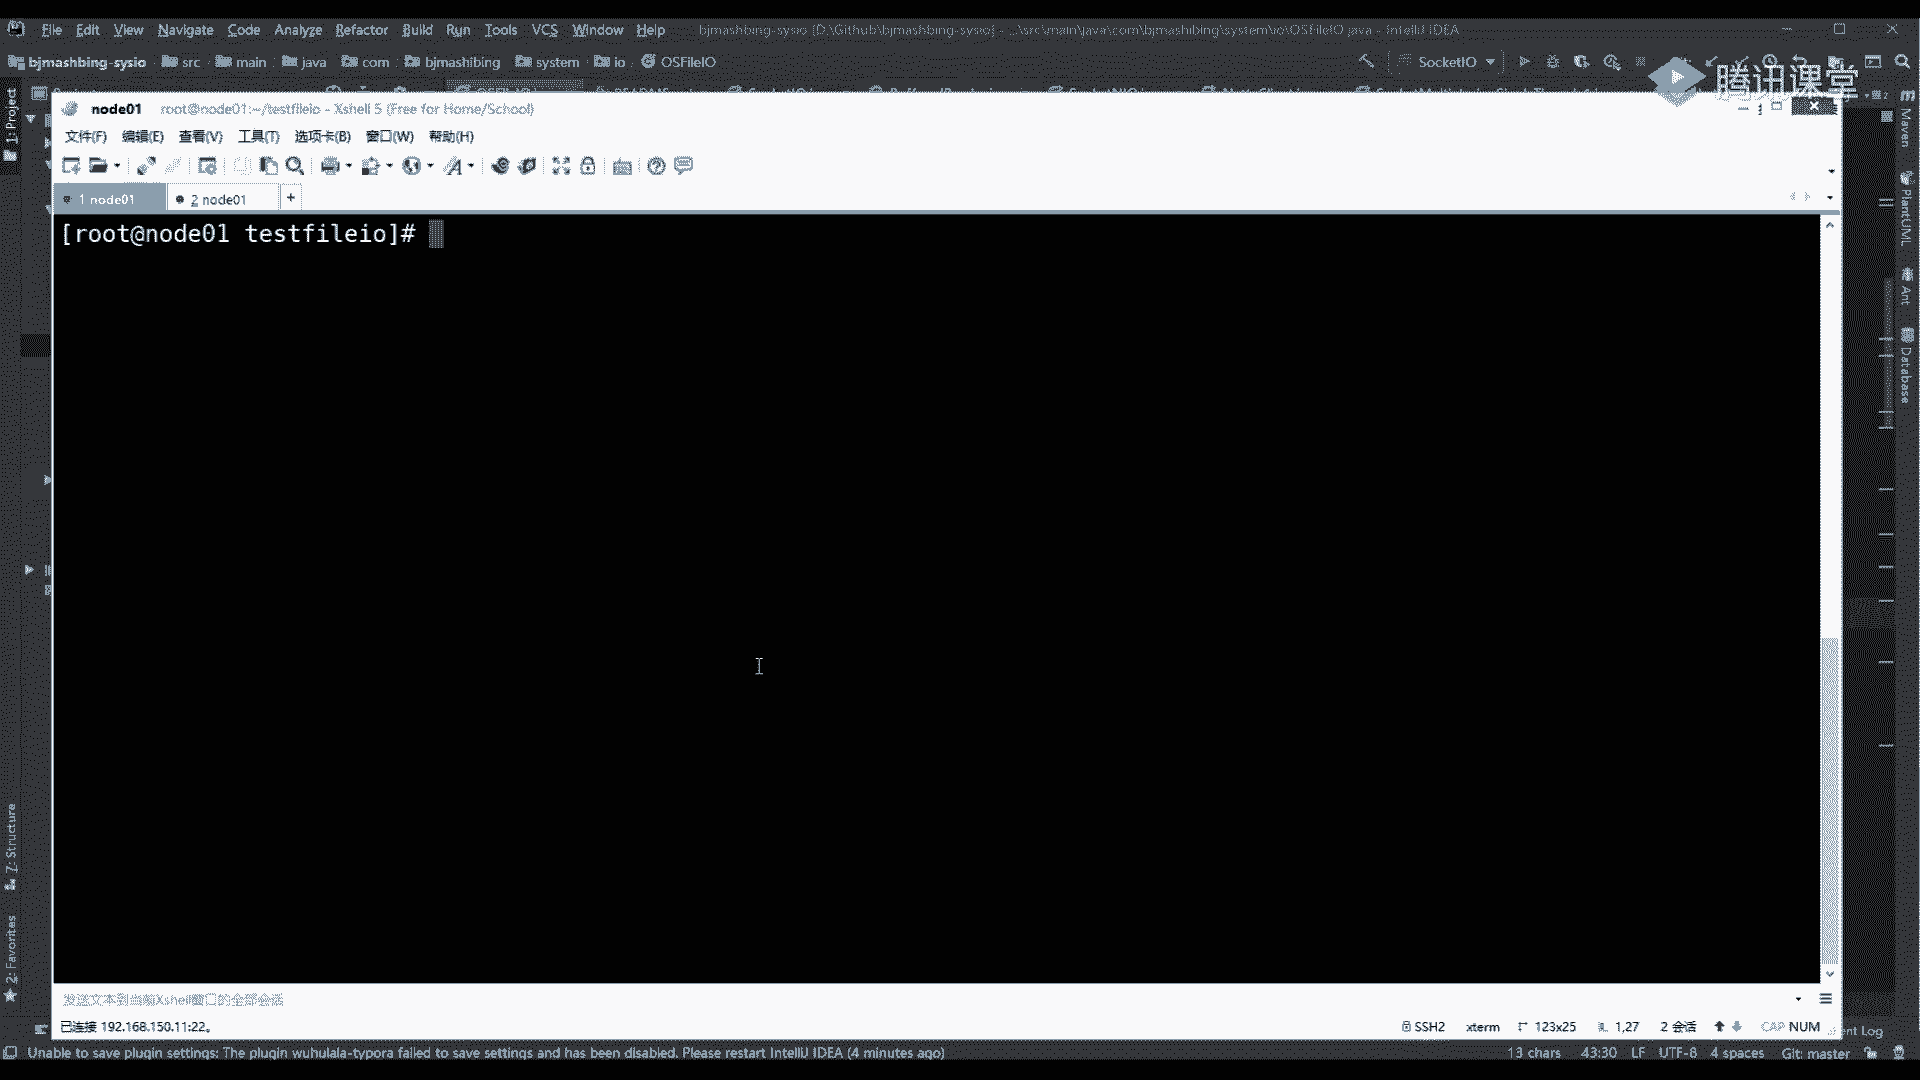 File Edit View Navigate Code Analyze Refactor Build Run Tools VCS Window Help bjmashbing-sysio [D:\Github\bjmashbing-sysio] - ...\src\main\java\com\bjmashibing\system\io\OSFileIO.java - IntelliJ IDEA
bjmashbing-sysio src main java com bjmashibing system io OSFileIO SocketIO
腾讯课堂
node01 root@node01:~/testfileio - Xshell 5 (Free for Home/School)
文件(F) 编辑(E) 查看(V) 工具(T) 选项卡(B) 窗口(W) 帮助(H)
1 node01 2 node01 +
[root@node01 testfileio]#
1: Project
7: Structure
2: Favorites
Maven
PlantUML
Ant
Database
发送文本到当前Xshell窗口的全部会话
已连接 192.168.150.11:22。 SSH2 xterm 123x25 1,27 2 会话 CAP NUM
ent Log
Unable to save plugin settings: The plugin wuhulala-typora failed to save settings and has been disabled. Please restart IntelliJ IDEA (4 minutes ago) 13 chars 43:30 LF UTF-8 4 spaces Git: master